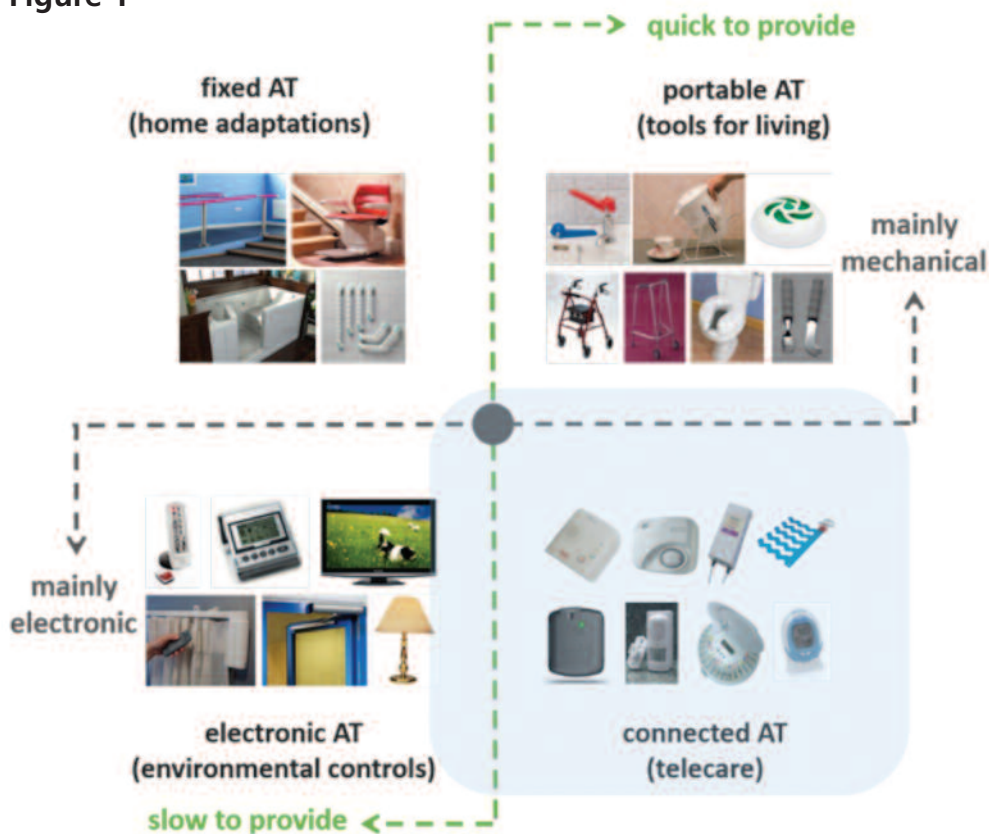 Figure 1
quick to provide
fixed AT
(home adaptations)
portable AT
(tools for living)
mainly
mechanical
mainly
electronic
electronic AT
(environmental controls)
connected AT
(telecare)
slow to provide